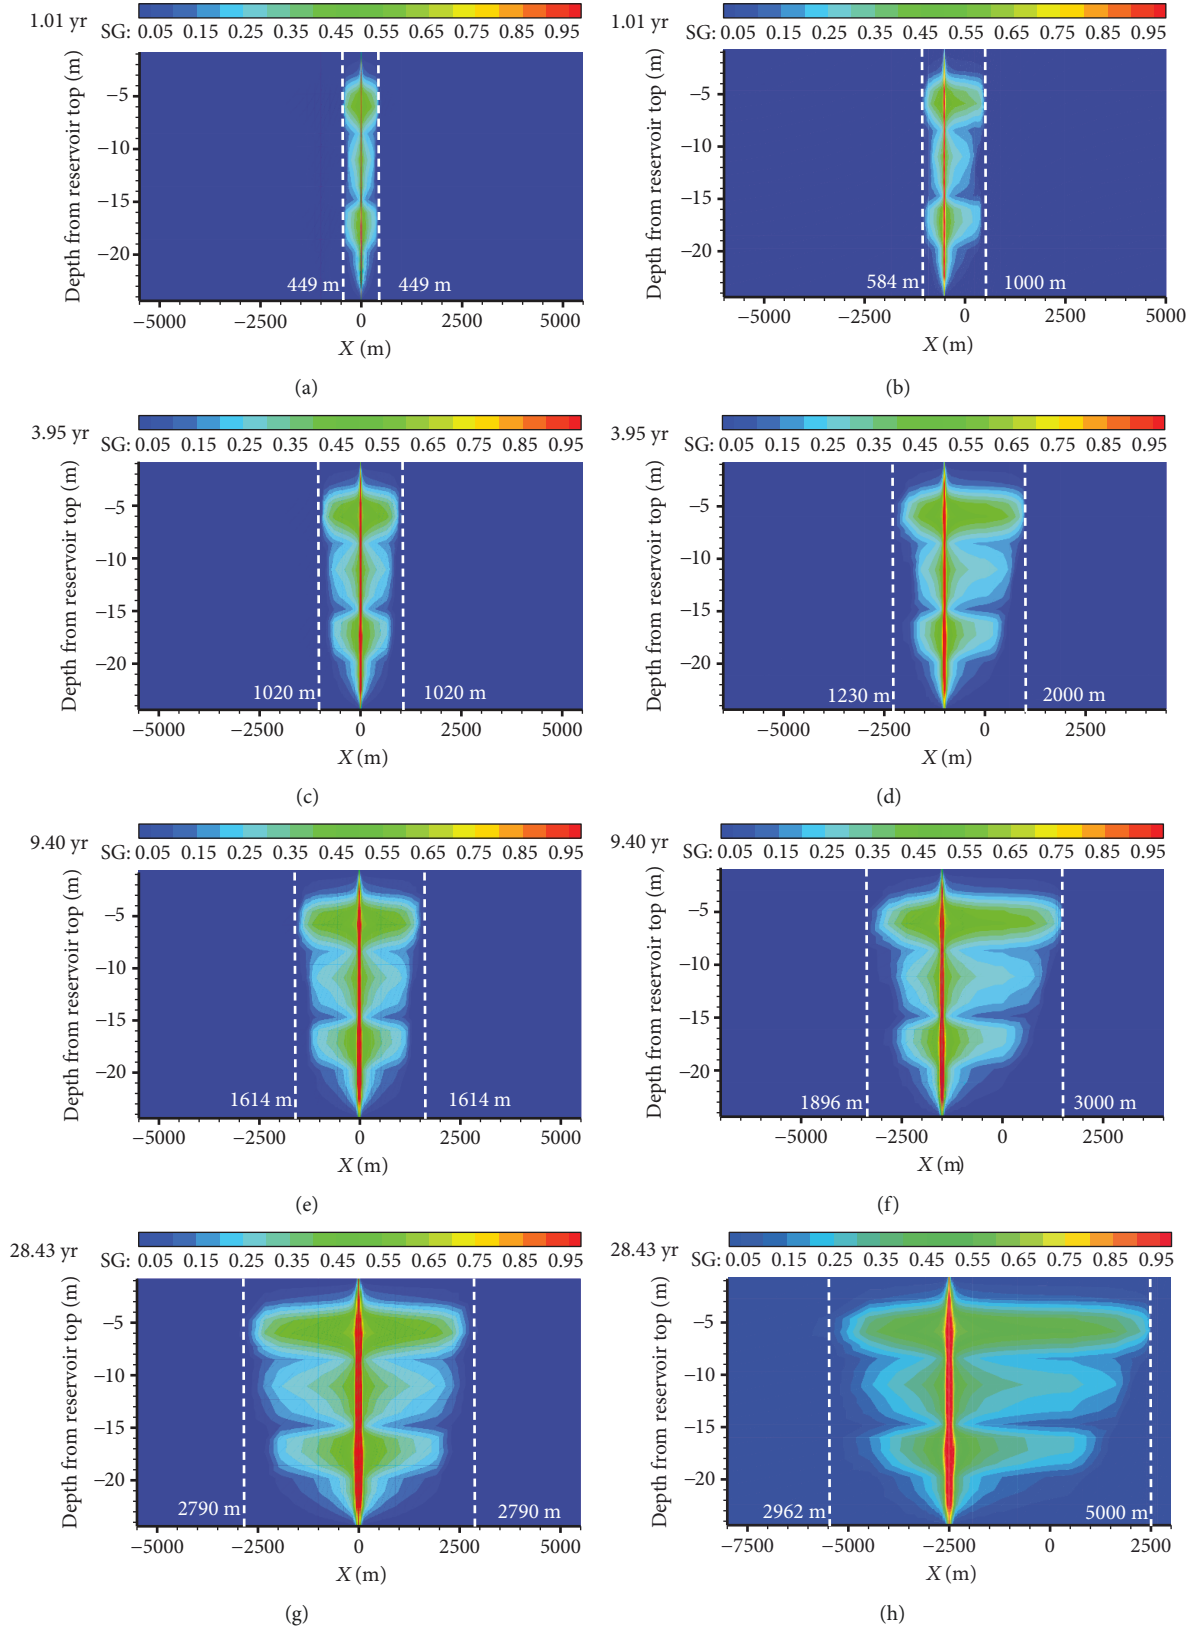 1.01 yr
SG: 0.05 0.15 0.25 0.35 0.45 0.55 0.65 0.75 0.85 0.95
Depth from reservoir top (m)
−5
−10
−15
−20
449 m 449 m
−5000 −2500 0 2500 5000
X (m)
(a)
1.01 yr
SG: 0.05 0.15 0.25 0.35 0.45 0.55 0.65 0.75 0.85 0.95
Depth from reservoir top (m)
−5
−10
−15
−20
584 m 1000 m
−5000 −2500 0 2500 5000
X (m)
(b)
3.95 yr
SG: 0.05 0.15 0.25 0.35 0.45 0.55 0.65 0.75 0.85 0.95
Depth from reservoir top (m)
−5
−10
−15
−20
1020 m 1020 m
−5000 −2500 0 2500 5000
X (m)
(c)
3.95 yr
SG: 0.05 0.15 0.25 0.35 0.45 0.55 0.65 0.75 0.85 0.95
Depth from reservoir top (m)
−5
−10
−15
−20
1230 m 2000 m
−5000 −2500 0 2500
X (m)
(d)
9.40 yr
SG: 0.05 0.15 0.25 0.35 0.45 0.55 0.65 0.75 0.85 0.95
Depth from reservoir top (m)
−5
−10
−15
−20
1614 m 1614 m
−5000 −2500 0 2500 5000
X (m)
(e)
9.40 yr
SG: 0.05 0.15 0.25 0.35 0.45 0.55 0.65 0.75 0.85 0.95
Depth from reservoir top (m)
−5
−10
−15
−20
1896 m 3000 m
−5000 −2500 0 2500
X (m)
(f)
28.43 yr
SG: 0.05 0.15 0.25 0.35 0.45 0.55 0.65 0.75 0.85 0.95
Depth from reservoir top (m)
−5
−10
−15
−20
2790 m 2790 m
−5000 −2500 0 2500 5000
X (m)
(g)
28.43 yr
SG: 0.05 0.15 0.25 0.35 0.45 0.55 0.65 0.75 0.85 0.95
Depth from reservoir top (m)
−5
−10
−15
−20
2962 m 5000 m
−7500 −5000 −2500 0 2500
X (m)
(h)